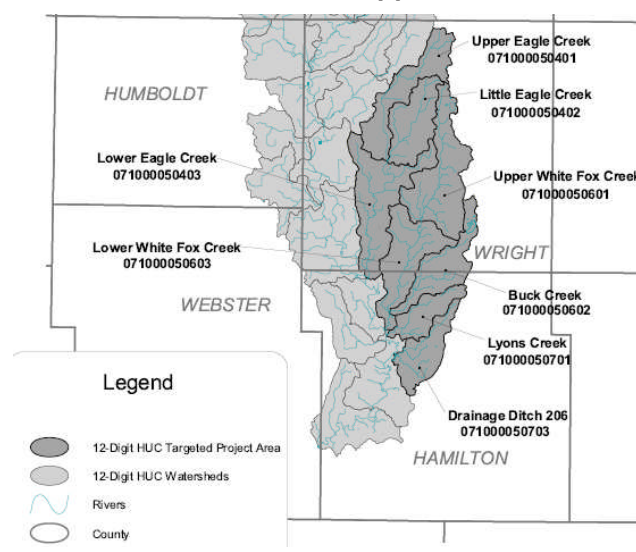 Upper Eagle Creek
071000050401
HUMBOLDT
Little Eagle Creek
071000050402
Lower Eagle Creek
071000050403
Upper White Fox Creek
071000050601
Lower White Fox Creek
071000050603
WRIGHT
WEBSTER
Buck Creek
071000050602
Lyons Creek
071000050701
Legend
Drainage Ditch 206
071000050703
12-Digit HUC Targeted Project Area
HAMILTON
12-Digit HUC Watersheds
Rivers
County